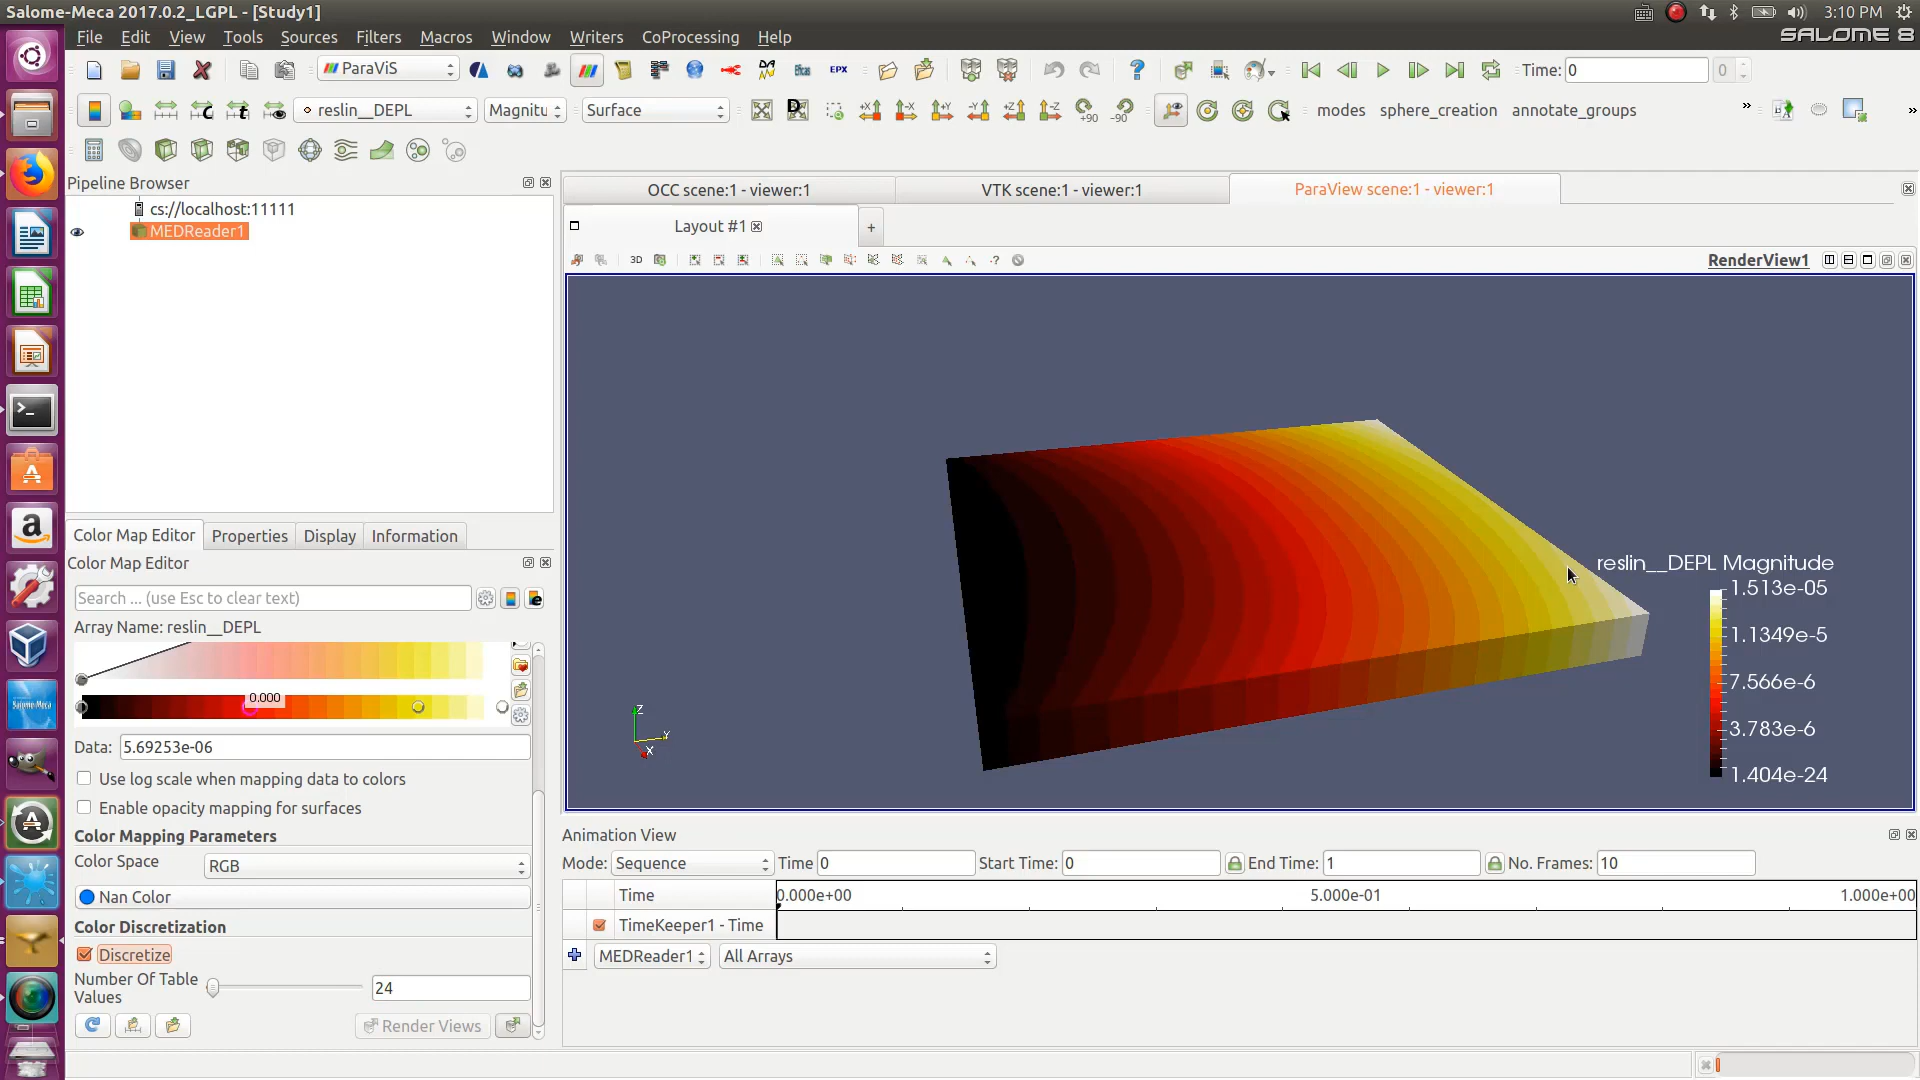 Salome-Meca 2017.0.2_LGPL - [Study1]
3:10 PM
File Edit View Tools Sources Filters Macros Window Writers CoProcessing Help
SALOME 8
ParaViS
EPX
Time: 0
0
reslin__DEPL
Magnitu
Surface
+X
-X
+Y
-Y
+Z
-Z
+90
-90
modes
sphere_creation
annotate_groups
Pipeline Browser
cs://localhost:11111
MEDReader1
OCC scene:1 - viewer:1
VTK scene:1 - viewer:1
ParaView scene:1 - viewer:1
Layout #1
3D
RenderView1
Color Map Editor
Properties
Display
Information
Color Map Editor
Search ... (use Esc to clear text)
Array Name: reslin__DEPL
0.000
Data: 5.69253e-06
Use log scale when mapping data to colors
Enable opacity mapping for surfaces
Color Mapping Parameters
Color Space RGB
Nan Color
Color Discretization
Discretize
Number Of Table
Values
24
Render Views
reslin__DEPL Magnitude
1.513e-05
1.1349e-5
7.566e-6
3.783e-6
1.404e-24
Z
Y
X
Animation View
Mode: Sequence Time 0 Start Time: 0 End Time: 1 No. Frames: 10
Time 0.000e+00 5.000e-01 1.000e+00
TimeKeeper1 - Time
MEDReader1 All Arrays
Salome-Meca